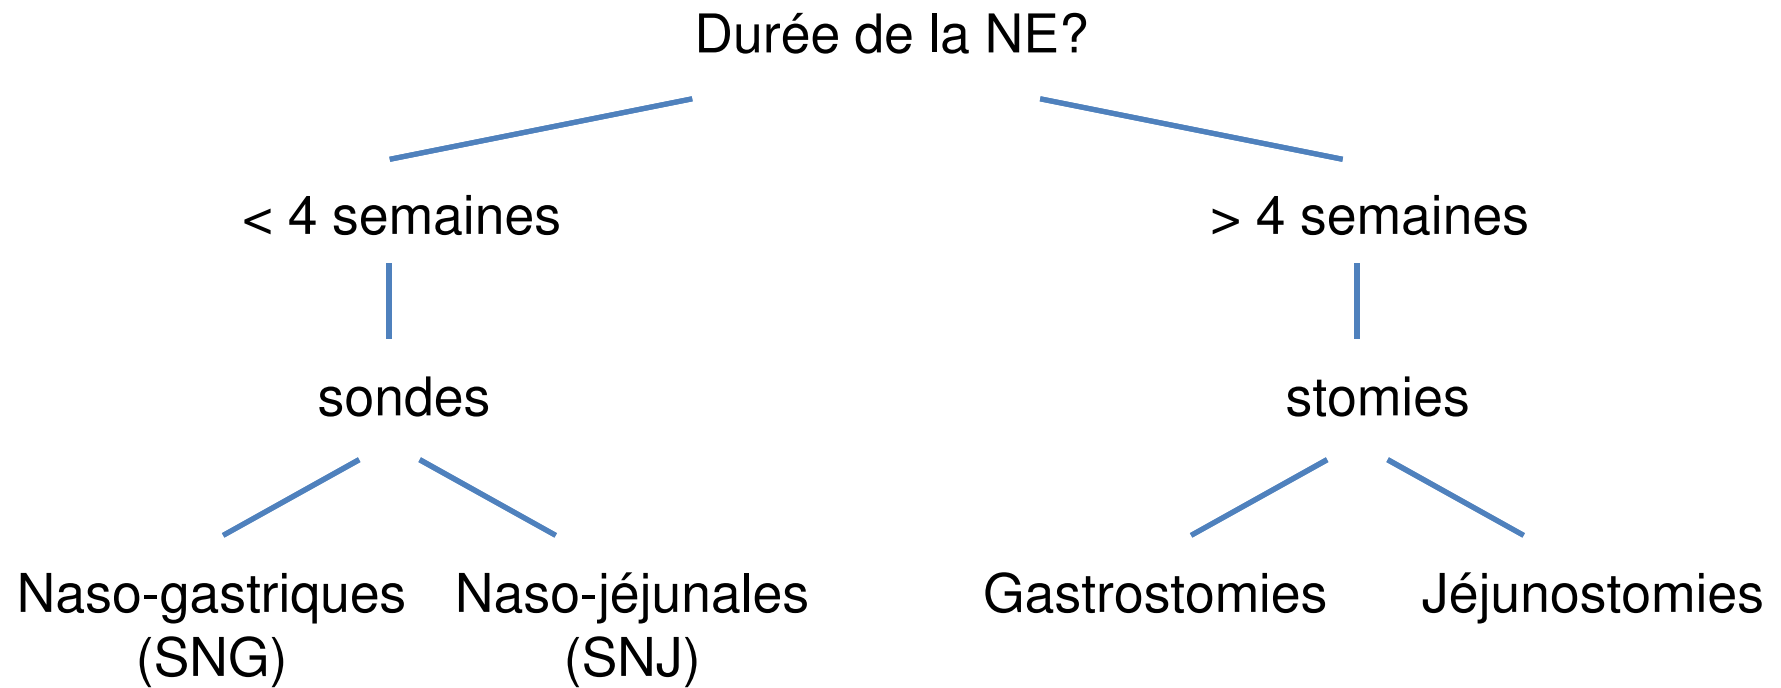 Durée de la NE?
< 4 semaines
> 4 semaines
sondes
stomies
Naso-gastriques
(SNG)
Naso-jéjunales
(SNJ)
Gastrostomies
Jéjunostomies